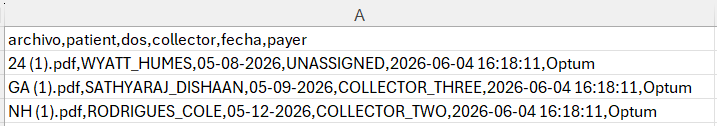 A
archivo,patient,dos,collector,fecha,payer
24 (1).pdf,WYATT_HUMES,05-08-2026,UNASSIGNED,2026-06-04 16:18:11,Optum
GA (1).pdf,SATHYARAJ_DISHAAN,05-09-2026,COLLECTOR_THREE,2026-06-04 16:18:11,Optum
NH (1).pdf,RODRIGUES_COLE,05-12-2026,COLLECTOR_TWO,2026-06-04 16:18:11,Optum